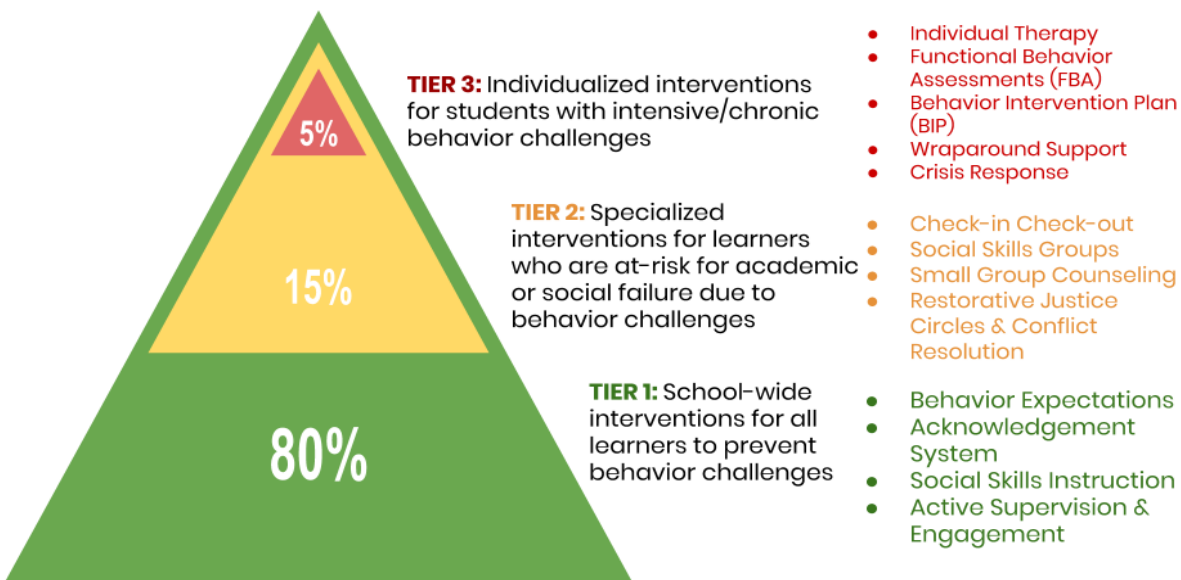 TIER 3: Individualized interventions
for students with intensive/chronic
behavior challenges
5%
● Individual Therapy
● Functional Behavior
Assessments (FBA)
● Behavior Intervention Plan
(BIP)
● Wraparound Support
● Crisis Response
TIER 2: Specialized
interventions for learners
who are at-risk for academic
or social failure due to
behavior challenges
15%
● Check-in Check-out
● Social Skills Groups
● Small Group Counseling
● Restorative Justice
Circles & Conflict
Resolution
TIER 1: School-wide
interventions for all
learners to prevent
behavior challenges
80%
● Behavior Expectations
● Acknowledgement
System
● Social Skills Instruction
● Active Supervision &
Engagement